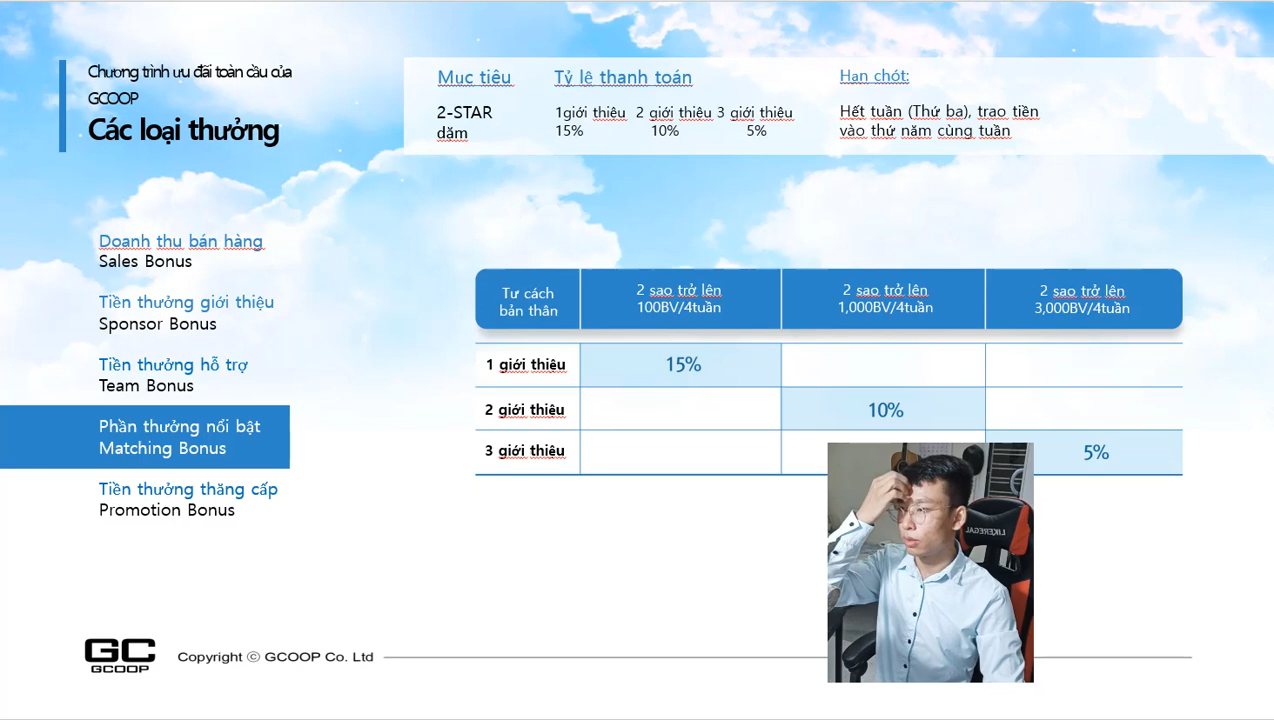 Chương trình ưu đãi toàn cầu của
GCOOP
Các loại thưởng
Mục tiêu
2-STAR
dặm
Tỷ lệ thanh toán
1giới thiệu 2 giới thiệu 3 giới thiệu
15% 10% 5%
Hạn chót:
Hết tuần (Thứ ba), trao tiền
vào thứ năm cùng tuần
Doanh thu bán hàng
Sales Bonus
Tiền thưởng giới thiệu
Sponsor Bonus
Tiền thưởng hỗ trợ
Team Bonus
Phần thưởng nổi bật
Matching Bonus
Tiền thưởng thăng cấp
Promotion Bonus
Tư cách
bản thân
2 sao trở lên
100BV/4tuần
2 sao trở lên
1,000BV/4tuần
2 sao trở lên
3,000BV/4tuần
1 giới thiệu 15%
2 giới thiệu 10%
3 giới thiệu 5%
LIKEREGAL
GC
GCOOP
Copyright © GCOOP Co. Ltd